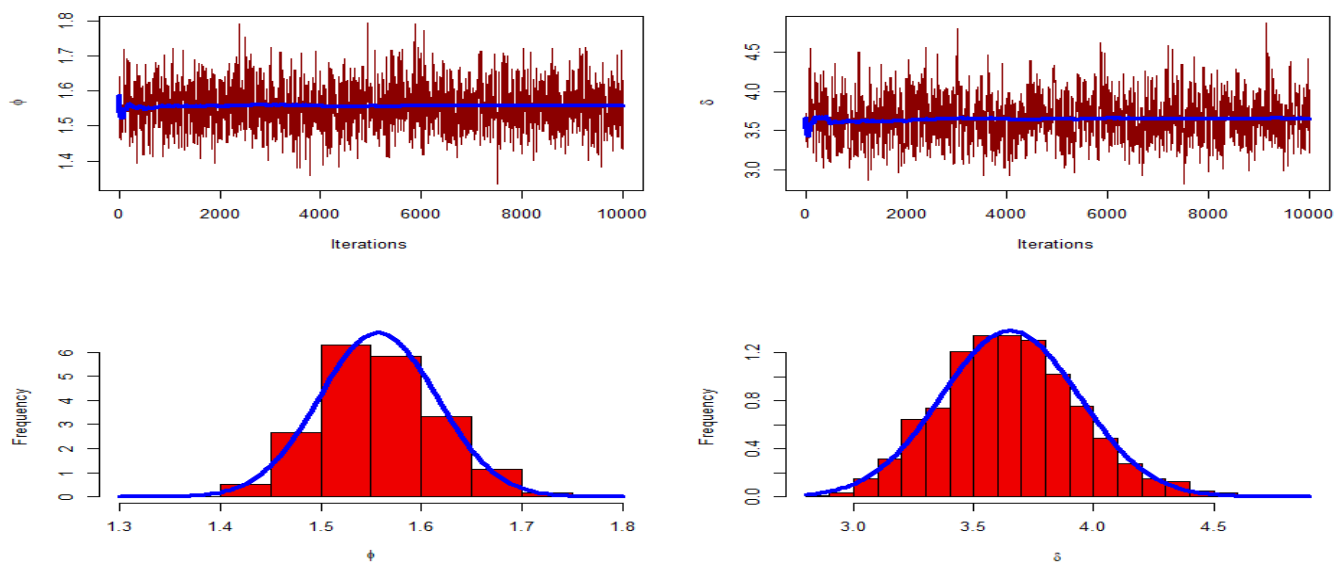 ϕ
1.4 1.5 1.6 1.7 1.8
0 2000 4000 6000 8000 10000
Iterations
δ
3.0 3.5 4.0 4.5
0 2000 4000 6000 8000 10000
Iterations
Frequency
0 1 2 3 4 5 6
1.3 1.4 1.5 1.6 1.7 1.8
ϕ
Frequency
0.0 0.4 0.8 1.2
3.0 3.5 4.0 4.5
δ